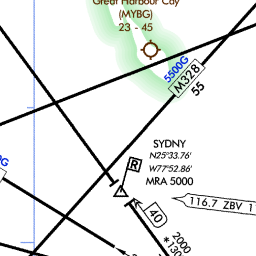 Great Harbour Cay
(MYBG)
23 - 45
5500G
M328
55
SYDNY
N25°33.76'
W77°52.86'
MRA 5000
R
40
116.7 ZBV
2000
G